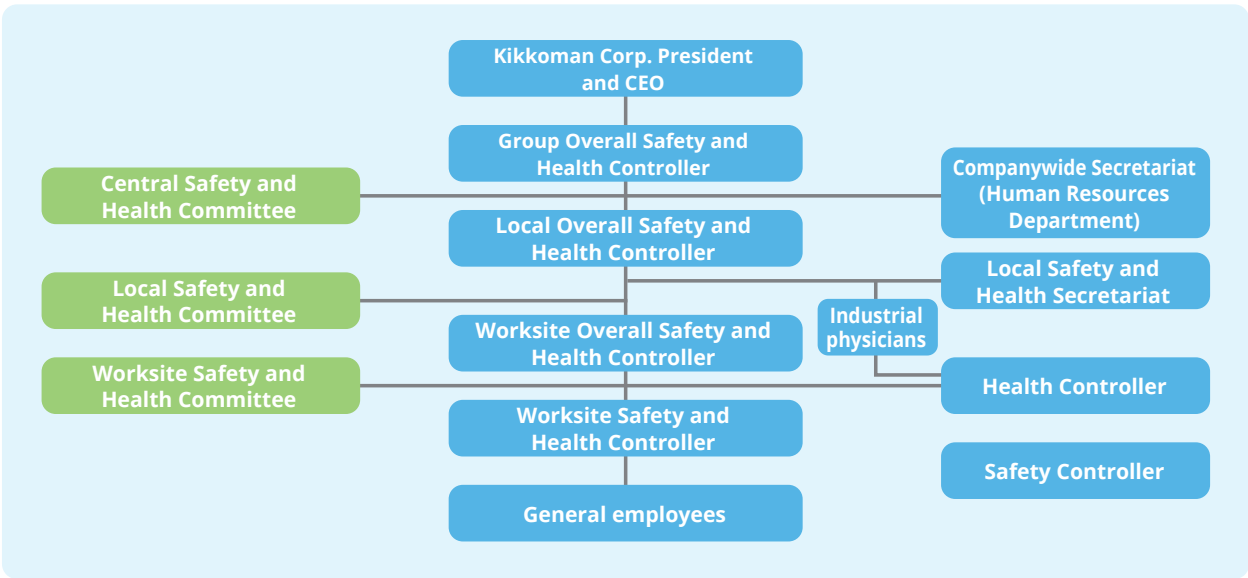 Kikkoman Corp. President
and CEO
Group Overall Safety and
Health Controller
Central Safety and
Health Committee
Companywide Secretariat
(Human Resources
Department)
Local Overall Safety and
Health Controller
Local Safety and
Health Committee
Local Safety and
Health Secretariat
Industrial
physicians
Worksite Overall Safety and
Health Controller
Worksite Safety and
Health Committee
Health Controller
Worksite Safety and
Health Controller
Safety Controller
General employees